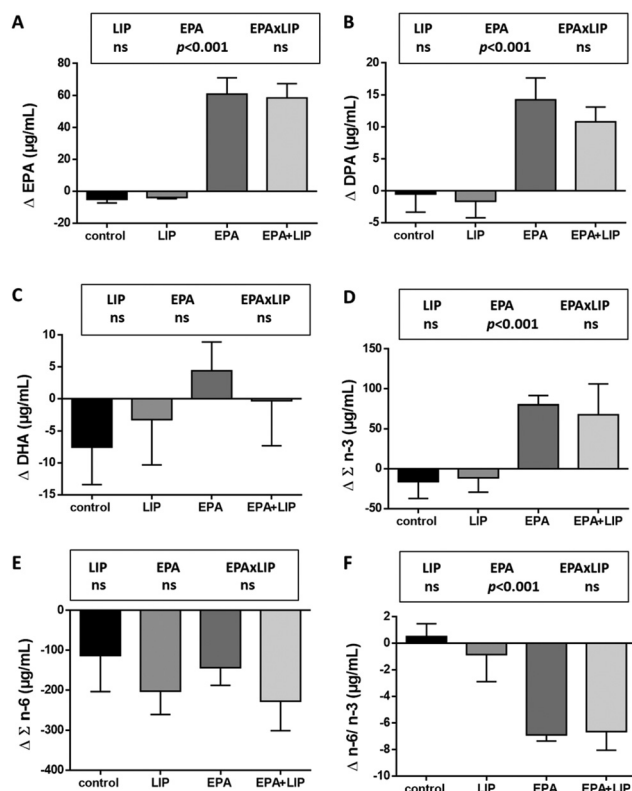 A
LIP EPA EPAxLIP
ns p<0.001 ns
Δ EPA (µg/mL)
80
60
40
20
0
-20
control LIP EPA EPA+LIP
B
LIP EPA EPAxLIP
ns p<0.001 ns
Δ DPA (µg/mL)
20
15
10
5
0
-5
control LIP EPA EPA+LIP
C
LIP EPA EPAxLIP
ns ns ns
Δ DHA (µg/mL)
10
5
0
-5
-10
-15
control LIP EPA EPA+LIP
D
LIP EPA EPAxLIP
ns p<0.001 ns
Δ Σ n-3 (µg/mL)
150
100
50
0
-50
control LIP EPA EPA+LIP
E
LIP EPA EPAxLIP
ns ns ns
Δ Σ n-6 (µg/mL)
0
-100
-200
-300
-400
control LIP EPA EPA+LIP
F
LIP EPA EPAxLIP
ns p<0.001 ns
Δ n-6/ n-3 (µg/mL)
2
0
-2
-4
-6
-8
control LIP EPA EPA+LIP